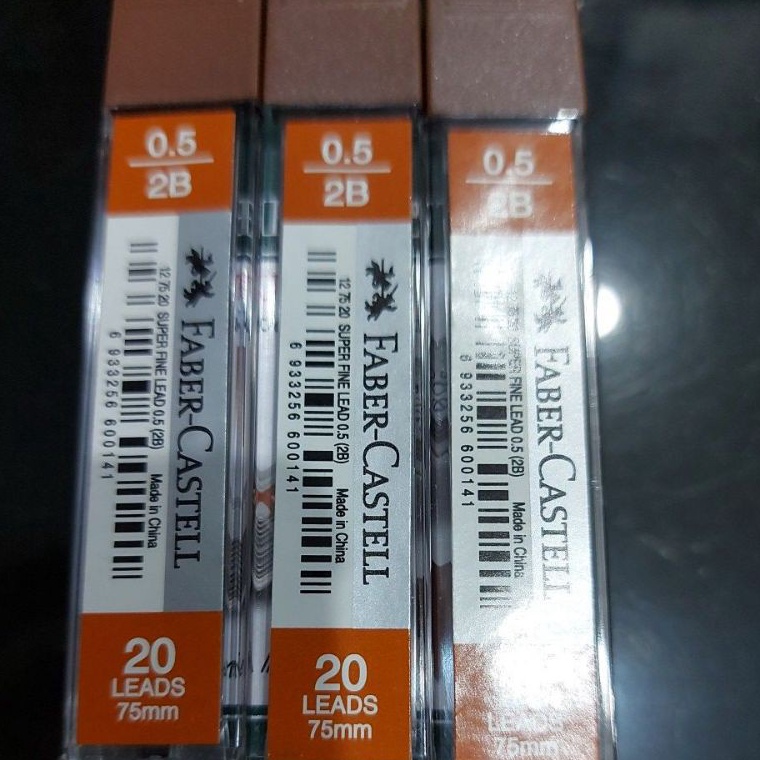 0.5
2B
FABER-CASTELL
12 75 20 SUPER FINE LEAD 0.5 (2B) Made in China
6 933256 600141
20
LEADS
75mm
0.5
2B
FABER-CASTELL
12 75 20 SUPER FINE LEAD 0.5 (2B) Made in China
6 933256 600141
20
LEADS
75mm
0.5
2B
FABER-CASTELL
SUPER FINE LEAD 0.5 (2B) Made in China
6 933256 600141
LEADS
75mm